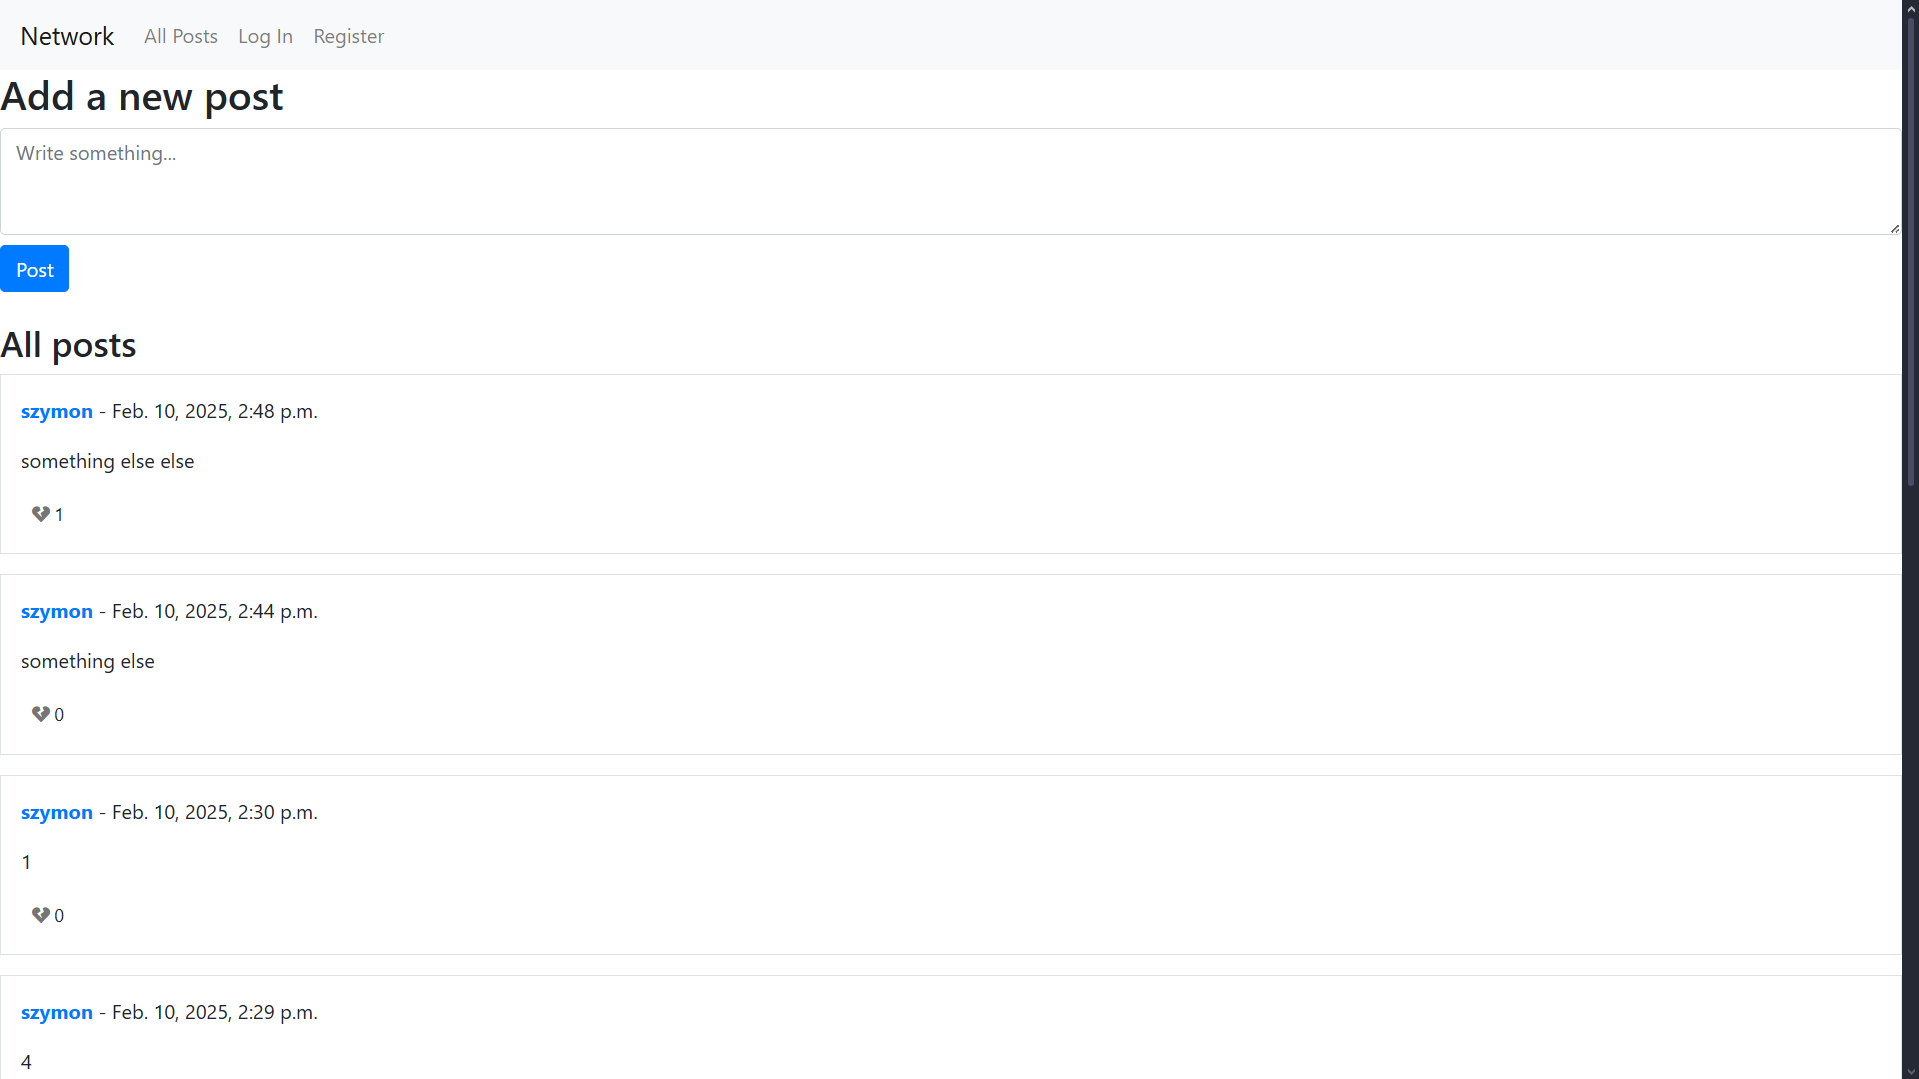 Network All Posts Log In Register
Add a new post
Write something...
Post
All posts
szymon - Feb. 10, 2025, 2:48 p.m.
something else else
1
szymon - Feb. 10, 2025, 2:44 p.m.
something else
0
szymon - Feb. 10, 2025, 2:30 p.m.
1
0
szymon - Feb. 10, 2025, 2:29 p.m.
4